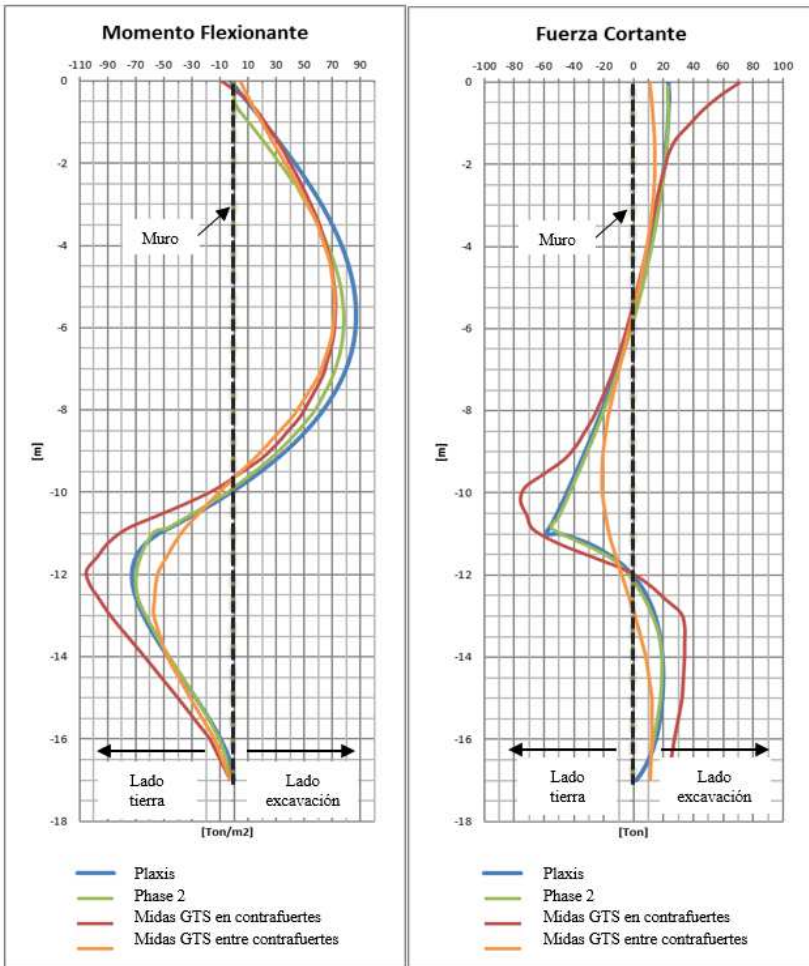 Momento Flexionante
-110 -90 -70 -50 -30 -10 10 30 50 70 90
0
-2
-4
-6
-8
-10
-12
-14
-16
-18
[m]
Muro
Lado
tierra
Lado
excavación
[Ton/m2]
Plaxis
Phase 2
Midas GTS en contrafuertes
Midas GTS entre contrafuertes
Fuerza Cortante
-100 -80 -60 -40 -20 0 20 40 60 80 100
0
-2
-4
-6
-8
-10
-12
-14
-16
-18
[m]
Muro
Lado
tierra
Lado
excavación
[Ton]
Plaxis
Phase 2
Midas GTS en contrafuertes
Midas GTS entre contrafuertes